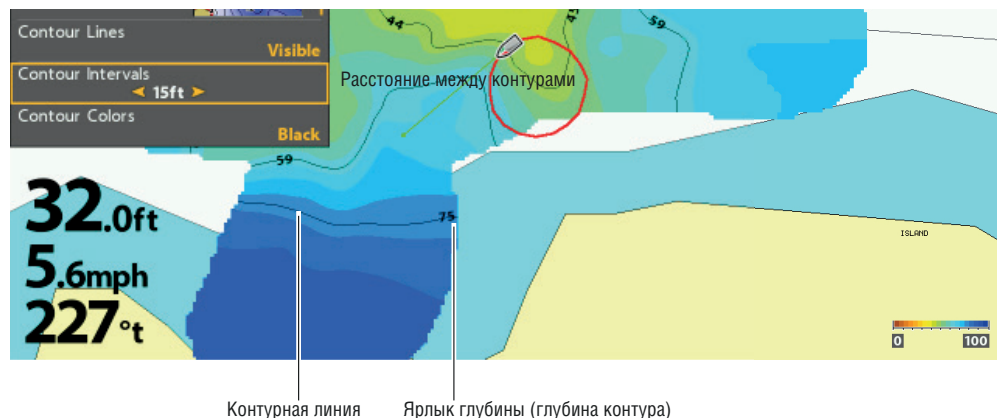 Contour Lines
Visible
Contour Intervals
15ft
Contour Colors
Black
44
45
59
Расстояние между контурами
59
75
32.0ft
5.6mph
227°t
ISLAND
0 100
Контурная линия
Ярлык глубины (глубина контура)